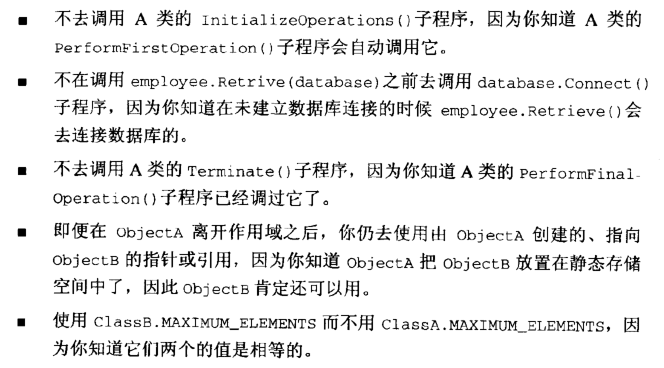 ■ 不去调用 A 类的 InitializeOperations()子程序，因为你知道 A 类的
PerformFirstOperation()子程序会自动调用它。
■ 不在调用 employee.Retrive(database)之前去调用 database.Connect()
子程序，因为你知道在未建立数据库连接的时候 employee.Retrieve()会
去连接数据库的。
■ 不去调用 A 类的 Terminate()子程序，因为你知道 A 类的 PerformFinal-
Operation()子程序已经调过它了。
■ 即便在 ObjectA 离开作用域之后，你仍去使用由 ObjectA 创建的、指向
ObjectB 的指针或引用，因为你知道 ObjectA 把 ObjectB 放置在静态存储
空间中了，因此 ObjectB 肯定还可以用。
■ 使用 ClassB.MAXIMUM_ELEMENTS 而不用 ClassA.MAXIMUM_ELEMENTS，因
为你知道它们两个的值是相等的。